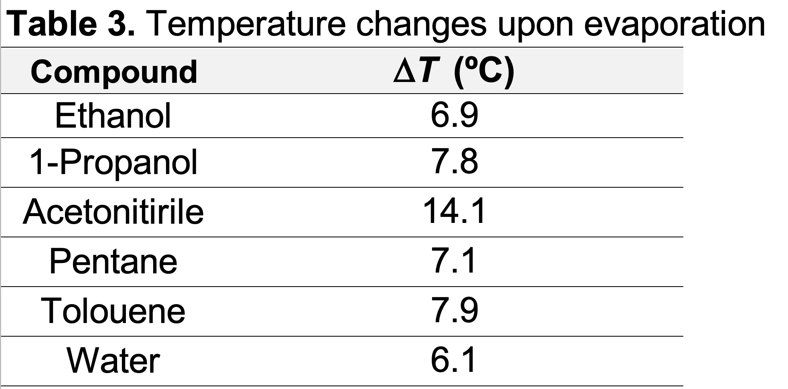 Table 3. Temperature changes upon evaporation
Compound ΔT (ºC)
Ethanol 6.9
1-Propanol 7.8
Acetonitirile 14.1
Pentane 7.1
Tolouene 7.9
Water 6.1